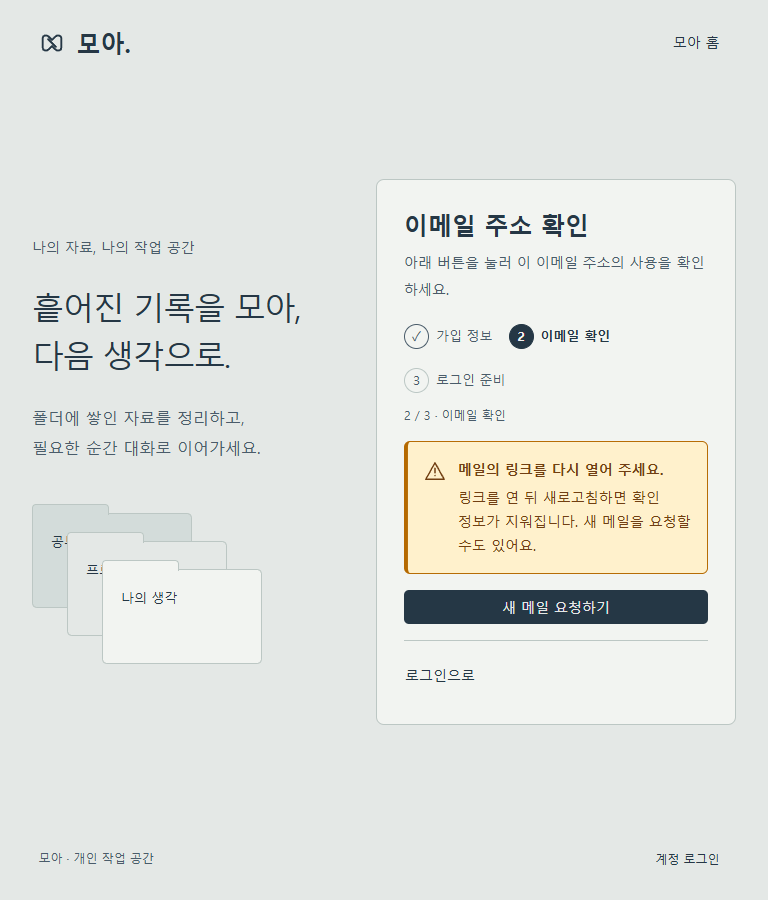 모아.
모아 홈
나의 자료, 나의 작업 공간
흩어진 기록을 모아,
다음 생각으로.
폴더에 쌓인 자료를 정리하고,
필요한 순간 대화로 이어가세요.
나의 생각
이메일 주소 확인
아래 버튼을 눌러 이 이메일 주소의 사용을 확인
하세요.
✓ 가입 정보 2 이메일 확인
3 로그인 준비
2 / 3 · 이메일 확인
메일의 링크를 다시 열어 주세요.
링크를 연 뒤 새로고침하면 확인
정보가 지워집니다. 새 메일을 요청할
수도 있어요.
새 메일 요청하기
로그인으로
모아 · 개인 작업 공간
계정 로그인